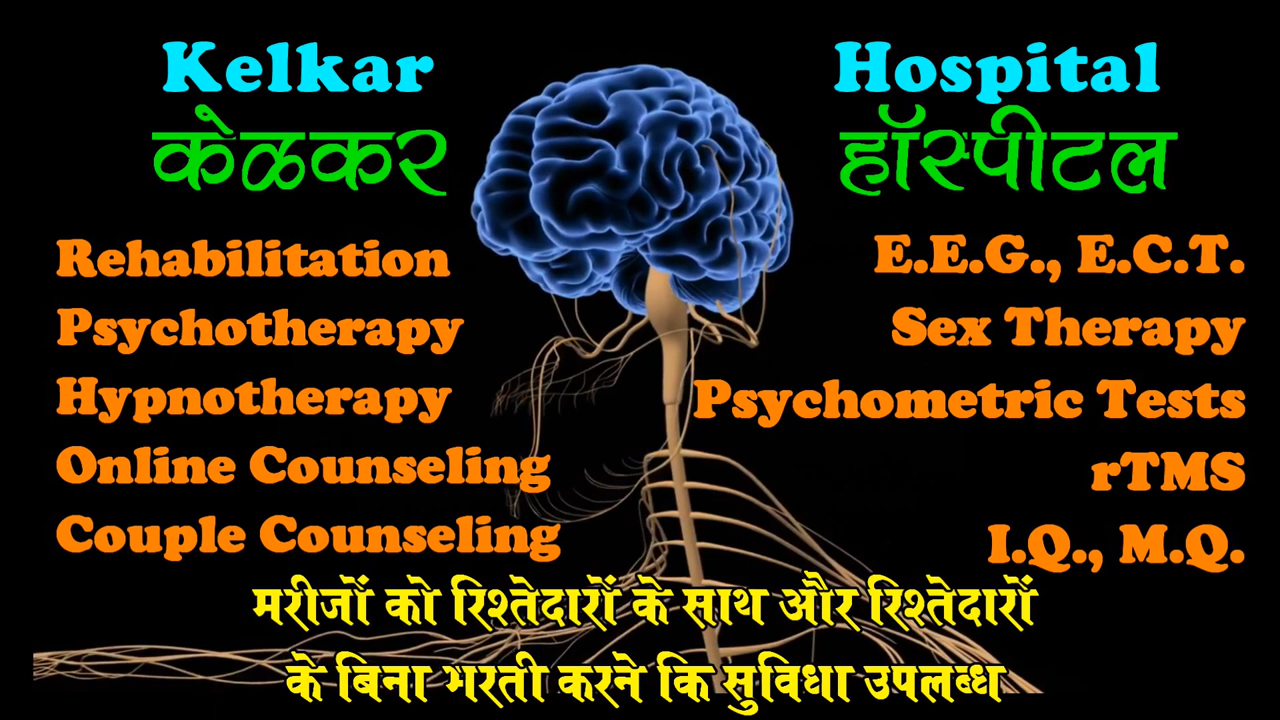 Kelkar Hospital
केळकर हॉस्पीटल
Rehabilitation
Psychotherapy
Hypnotherapy
Online Counseling
Couple Counseling
E.E.G., E.C.T.
Sex Therapy
Psychometric Tests
rTMS
I.Q., M.Q.
मरीजों को रिश्तेदारों के साथ और रिश्तेदारों
के बिना भरती करने कि सुविधा उपलब्ध